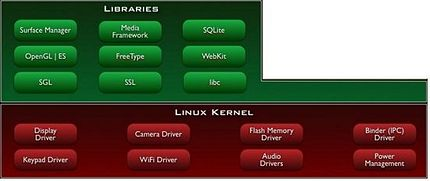 LIBRARIES
Surface Manager
Media
Framework
SQLite
OpenGL | ES
FreeType
WebKit
SGL
SSL
libc
LINUX KERNEL
Display
Driver
Camera Driver
Flash Memory
Driver
Binder (IPC)
Driver
Keypad Driver
WiFi Driver
Audio
Drivers
Power
Management